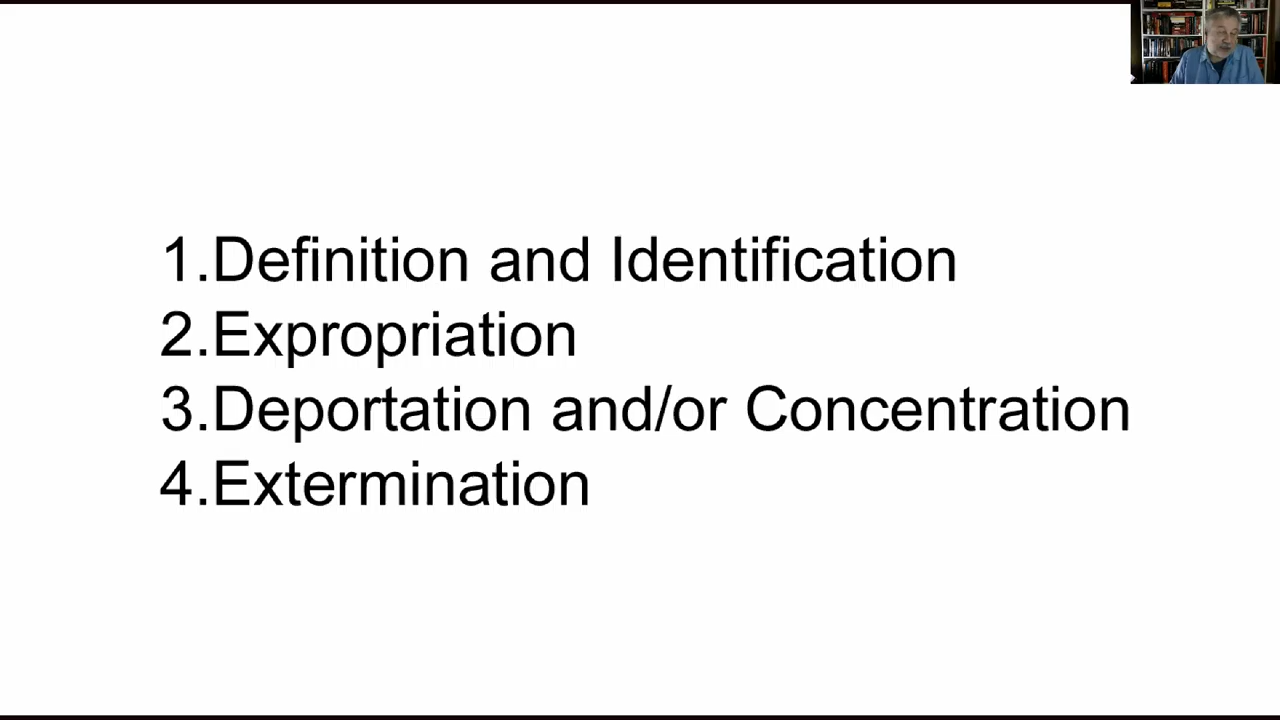 1.Definition and Identification
2.Expropriation
3.Deportation and/or Concentration
4.Extermination